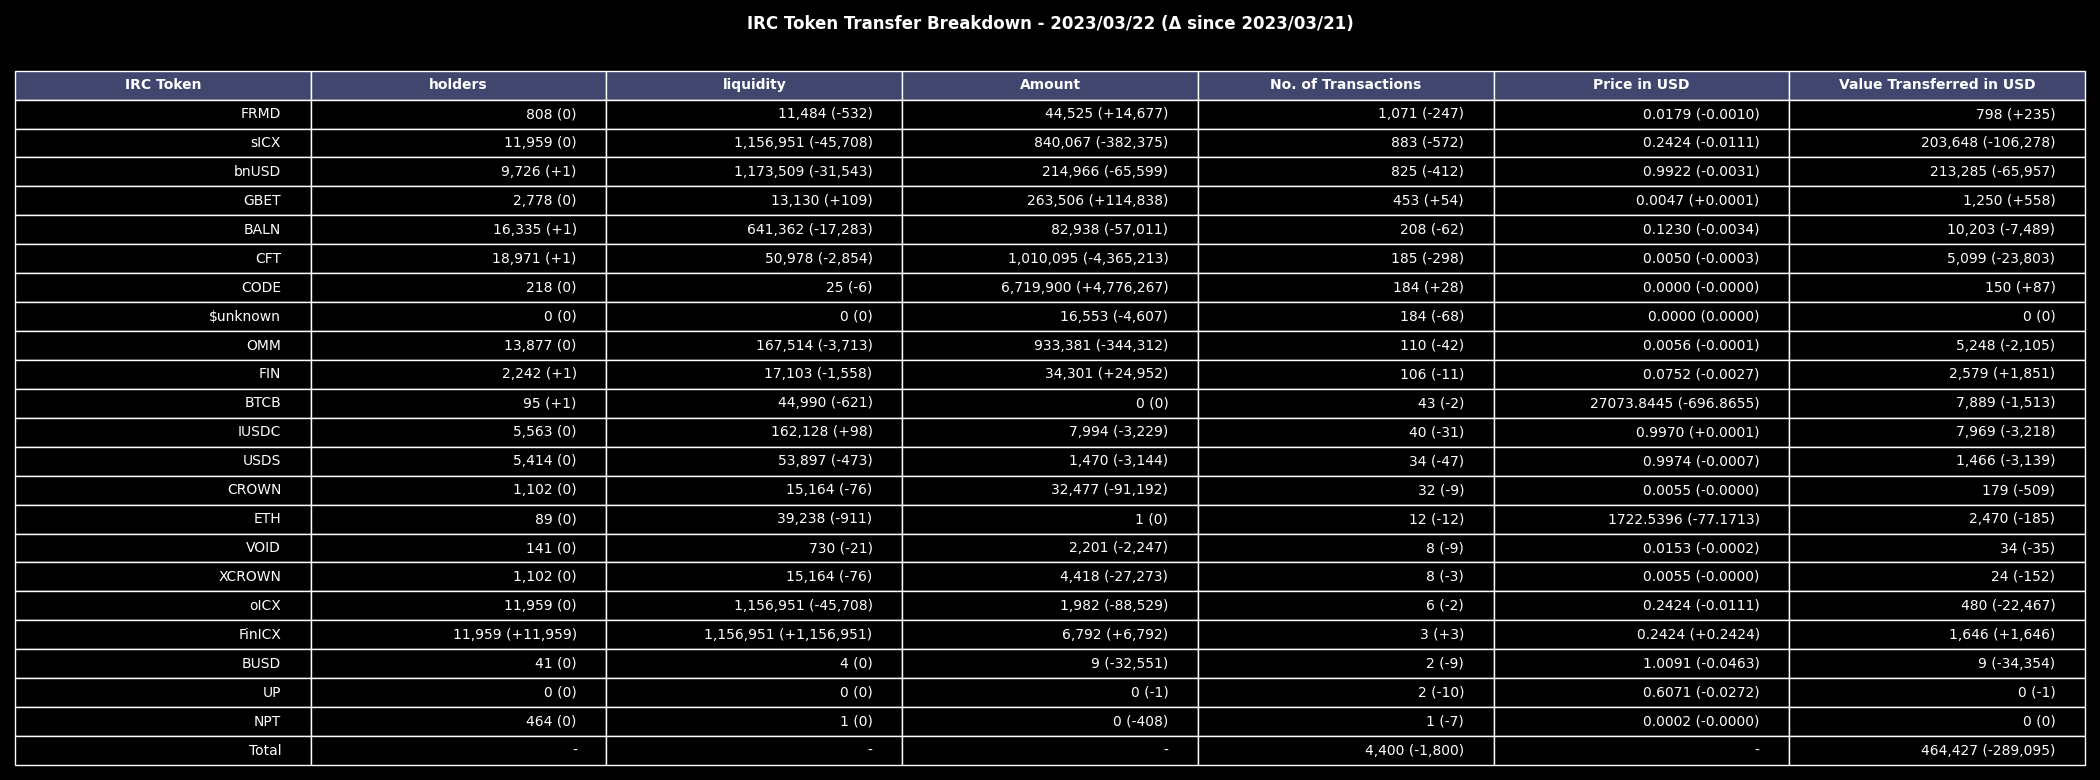 IRC Token Transfer Breakdown - 2023/03/22 (Δ since 2023/03/21)
IRC Token holders liquidity Amount No. of Transactions Price in USD Value Transferred in USD
FRMD 808 (0) 11,484 (-532) 44,525 (+14,677) 1,071 (-247) 0.0179 (-0.0010) 798 (+235)
sICX 11,959 (0) 1,156,951 (-45,708) 840,067 (-382,375) 883 (-572) 0.2424 (-0.0111) 203,648 (-106,278)
bnUSD 9,726 (+1) 1,173,509 (-31,543) 214,966 (-65,599) 825 (-412) 0.9922 (-0.0031) 213,285 (-65,957)
GBET 2,778 (0) 13,130 (+109) 263,506 (+114,838) 453 (+54) 0.0047 (+0.0001) 1,250 (+558)
BALN 16,335 (+1) 641,362 (-17,283) 82,938 (-57,011) 208 (-62) 0.1230 (-0.0034) 10,203 (-7,489)
CFT 18,971 (+1) 50,978 (-2,854) 1,010,095 (-4,365,213) 185 (-298) 0.0050 (-0.0003) 5,099 (-23,803)
CODE 218 (0) 25 (-6) 6,719,900 (+4,776,267) 184 (+28) 0.0000 (-0.0000) 150 (+87)
$unknown 0 (0) 0 (0) 16,553 (-4,607) 184 (-68) 0.0000 (0.0000) 0 (0)
OMM 13,877 (0) 167,514 (-3,713) 933,381 (-344,312) 110 (-42) 0.0056 (-0.0001) 5,248 (-2,105)
FIN 2,242 (+1) 17,103 (-1,558) 34,301 (+24,952) 106 (-11) 0.0752 (-0.0027) 2,579 (+1,851)
BTCB 95 (+1) 44,990 (-621) 0 (0) 43 (-2) 27073.8445 (-696.8655) 7,889 (-1,513)
IUSDC 5,563 (0) 162,128 (+98) 7,994 (-3,229) 40 (-31) 0.9970 (+0.0001) 7,969 (-3,218)
USDS 5,414 (0) 53,897 (-473) 1,470 (-3,144) 34 (-47) 0.9974 (-0.0007) 1,466 (-3,139)
CROWN 1,102 (0) 15,164 (-76) 32,477 (-91,192) 32 (-9) 0.0055 (-0.0000) 179 (-509)
ETH 89 (0) 39,238 (-911) 1 (0) 12 (-12) 1722.5396 (-77.1713) 2,470 (-185)
VOID 141 (0) 730 (-21) 2,201 (-2,247) 8 (-9) 0.0153 (-0.0002) 34 (-35)
XCROWN 1,102 (0) 15,164 (-76) 4,418 (-27,273) 8 (-3) 0.0055 (-0.0000) 24 (-152)
oICX 11,959 (0) 1,156,951 (-45,708) 1,982 (-88,529) 6 (-2) 0.2424 (-0.0111) 480 (-22,467)
FinICX 11,959 (+11,959) 1,156,951 (+1,156,951) 6,792 (+6,792) 3 (+3) 0.2424 (+0.2424) 1,646 (+1,646)
BUSD 41 (0) 4 (0) 9 (-32,551) 2 (-9) 1.0091 (-0.0463) 9 (-34,354)
UP 0 (0) 0 (0) 0 (-1) 2 (-10) 0.6071 (-0.0272) 0 (-1)
NPT 464 (0) 1 (0) 0 (-408) 1 (-7) 0.0002 (-0.0000) 0 (0)
Total - - - 4,400 (-1,800) - 464,427 (-289,095)